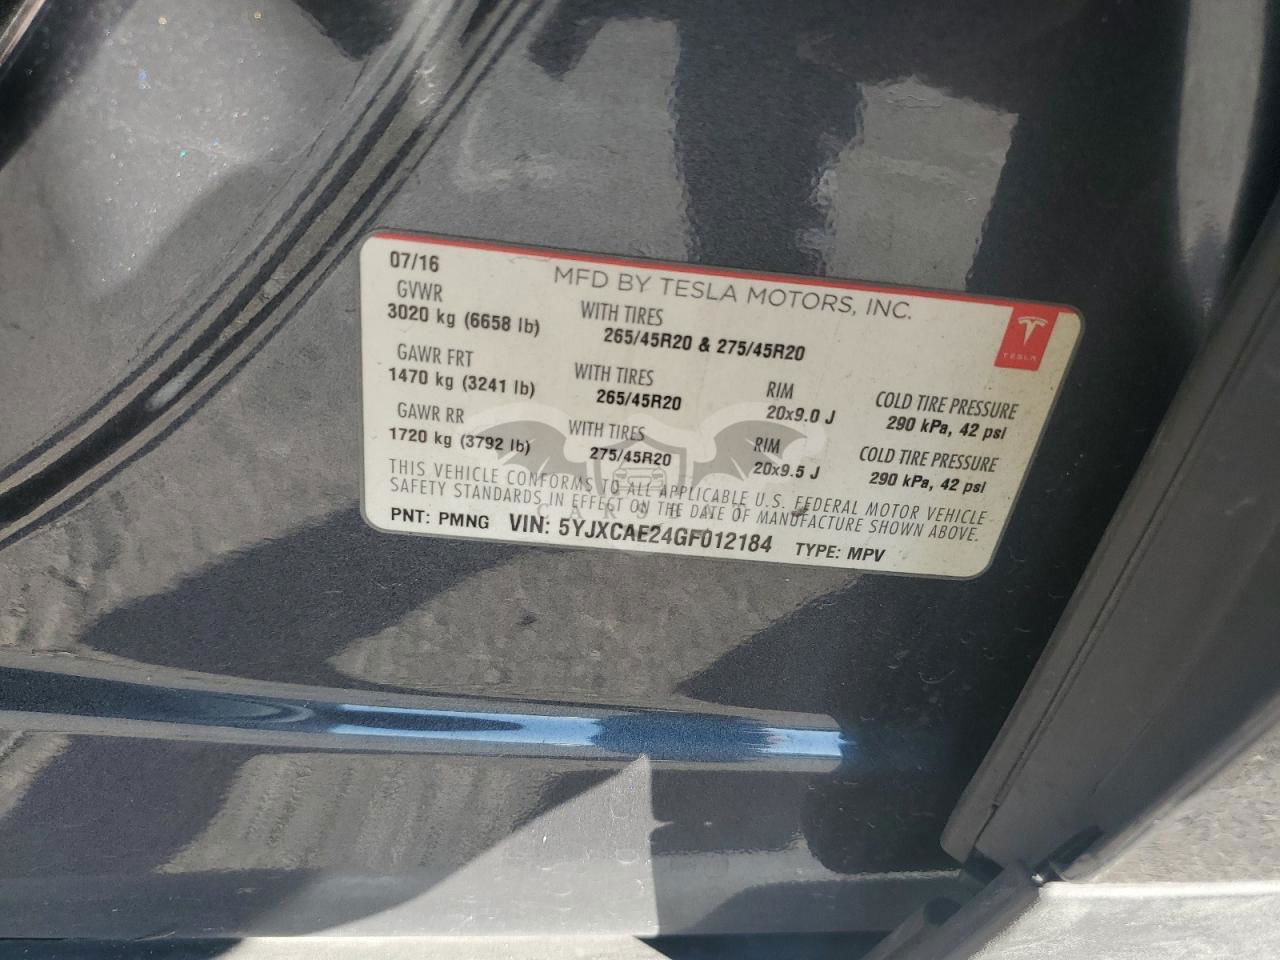 07/16
MFD BY TESLA MOTORS, INC.
GVWR
3020 kg (6658 lb)
WITH TIRES
265/45R20 & 275/45R20
TESLA
GAWR FRT
1470 kg (3241 lb)
WITH TIRES
265/45R20
RIM
20x9.0 J
COLD TIRE PRESSURE
290 kPa, 42 psi
GAWR RR
1720 kg (3792 lb)
WITH TIRES
275/45R20
RIM
20x9.5 J
COLD TIRE PRESSURE
290 kPa, 42 psi
THIS VEHICLE CONFORMS TO ALL APPLICABLE U.S. FEDERAL MOTOR VEHICLE
SAFETY STANDARDS IN EFFECT ON THE DATE OF MANUFACTURE SHOWN ABOVE.
PNT: PMNG VIN: 5YJXCAE24GF012184 TYPE: MPV